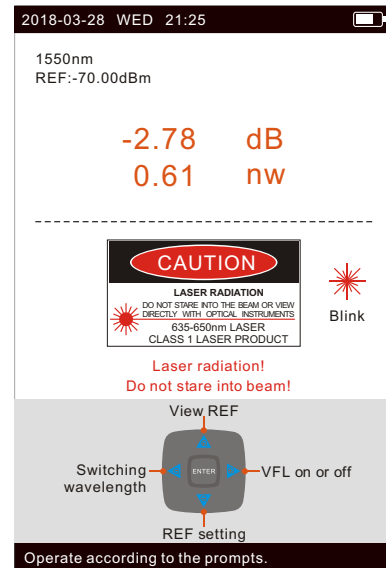 2018-03-28 WED 21:25
1550nm
REF:-70.00dBm
-2.78 dB
0.61 nw
CAUTION
LASER RADIATION
DO NOT STARE INTO THE BEAM OR VIEW
DIRECTLY WITH OPTICAL INSTRUMENTS
635-650nm LASER
CLASS 1 LASER PRODUCT
Blink
Laser radiation!
Do not stare into beam!
View REF
Switching
wavelength
ENTER
VFL on or off
REF setting
Operate according to the prompts.